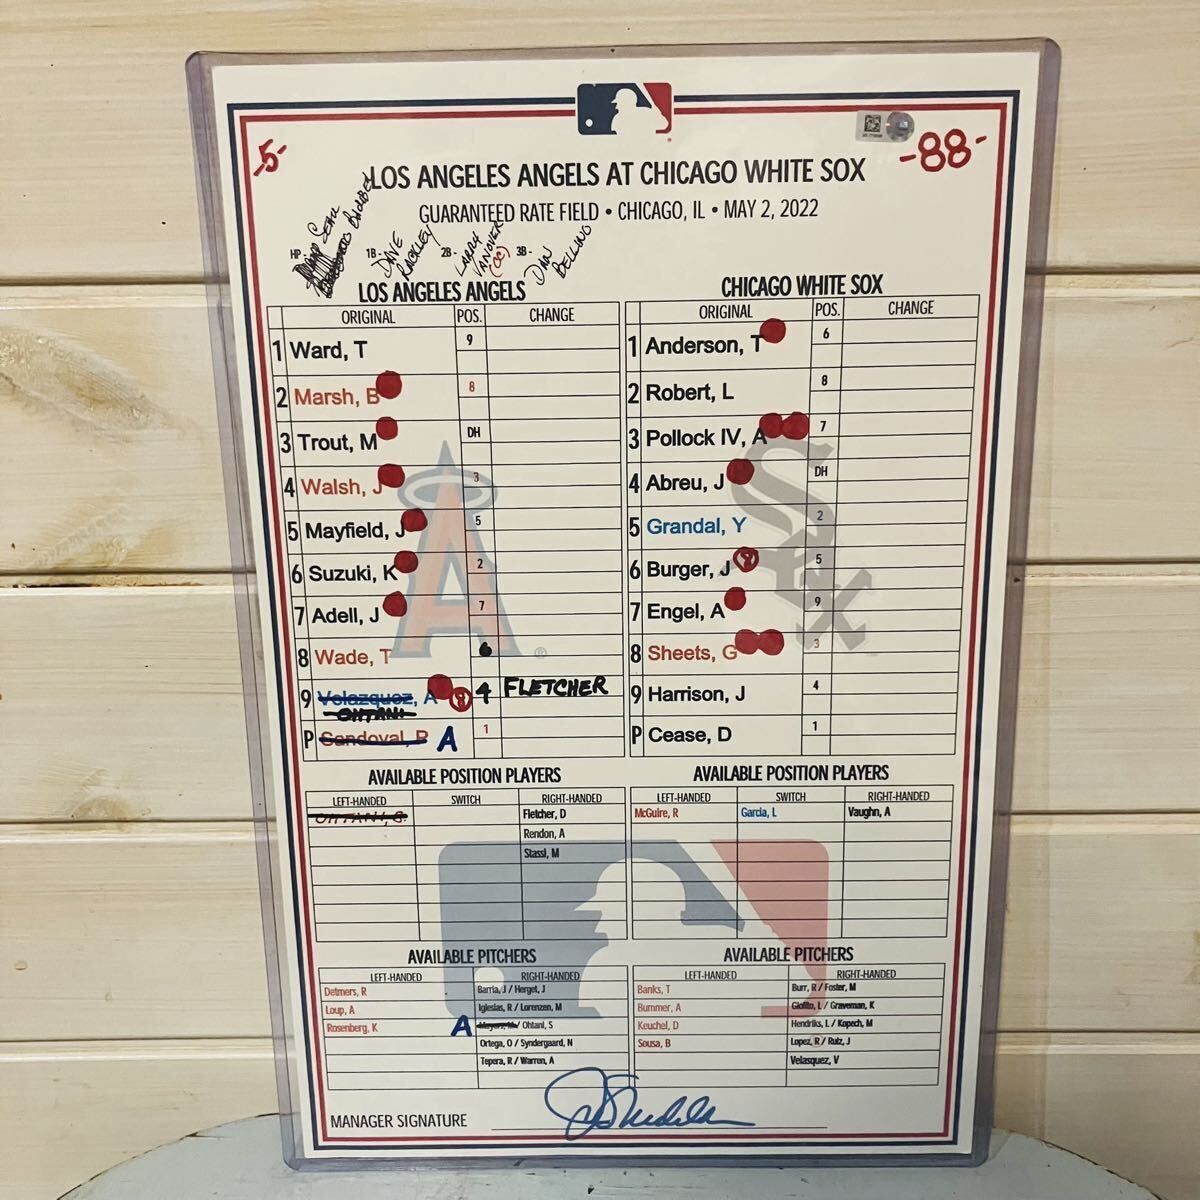 -5-
-88-
LOS ANGELES ANGELS AT CHICAGO WHITE SOX
GUARANTEED RATE FIELD • CHICAGO, IL • MAY 2, 2022
HP- SEAN BARBER
1B- DAVE RACKLEY
2B- LARRY VANOVER (CC)
3B- DAN BELLINO
LOS ANGELES ANGELS
ORIGINAL POS. CHANGE
1 Ward, T 9
2 Marsh, B 8
3 Trout, M DH
4 Walsh, J 3
5 Mayfield, J 5
6 Suzuki, K 2
7 Adell, J 7
8 Wade, T 6
9 Velazquez, A 4 FLETCHER
OHTANI
P Sandoval, P A 1
CHICAGO WHITE SOX
ORIGINAL POS. CHANGE
1 Anderson, T 6
2 Robert, L 8
3 Pollock IV, A 7
4 Abreu, J DH
5 Grandal, Y 2
6 Burger, J 5
7 Engel, A 9
8 Sheets, G 3
9 Harrison, J 4
P Cease, D 1
AVAILABLE POSITION PLAYERS
LEFT-HANDED SWITCH RIGHT-HANDED
OHTANI, S. Fletcher, D
Rendon, A
Stassi, M
AVAILABLE POSITION PLAYERS
LEFT-HANDED SWITCH RIGHT-HANDED
McGuire, R Garcia, L Vaughn, A
AVAILABLE PITCHERS
LEFT-HANDED RIGHT-HANDED
Detmers, R Barria, J / Herget, J
Loup, A Iglesias, R / Lorenzen, M
Rosenberg, K A Mayers, M / Ohtani, S
Ortega, O / Syndergaard, N
Tepera, R / Warren, A
AVAILABLE PITCHERS
LEFT-HANDED RIGHT-HANDED
Banks, T Burr, R / Foster, M
Bummer, A Giolito, L / Graveman, K
Keuchel, D Hendriks, L / Kopech, M
Sousa, B Lopez, R / Ruiz, J
Velasquez, V
MANAGER SIGNATURE